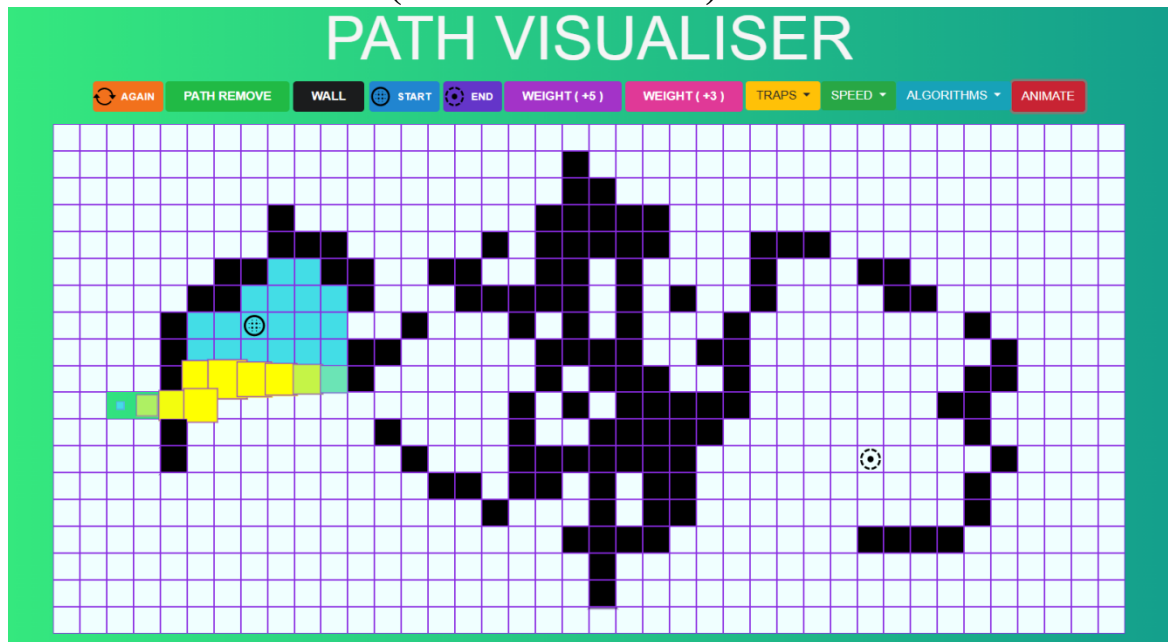 PATH VISUALISER
AGAIN PATH REMOVE WALL START END WEIGHT ( +5 ) WEIGHT ( +3 ) TRAPS SPEED ALGORITHMS ANIMATE